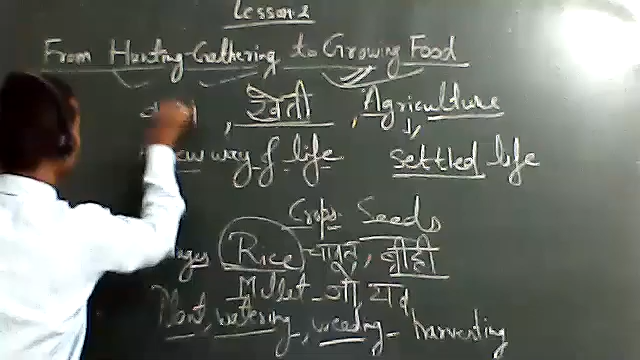 Lesson-2
From Hunting-Gathering to Growing Food
, खेती , Agriculture
way of life settled life
Crops. Seeds
Rice - चावल, व्रीही
Millet - जौ, यव
Plant, watering, weeding - harvesting